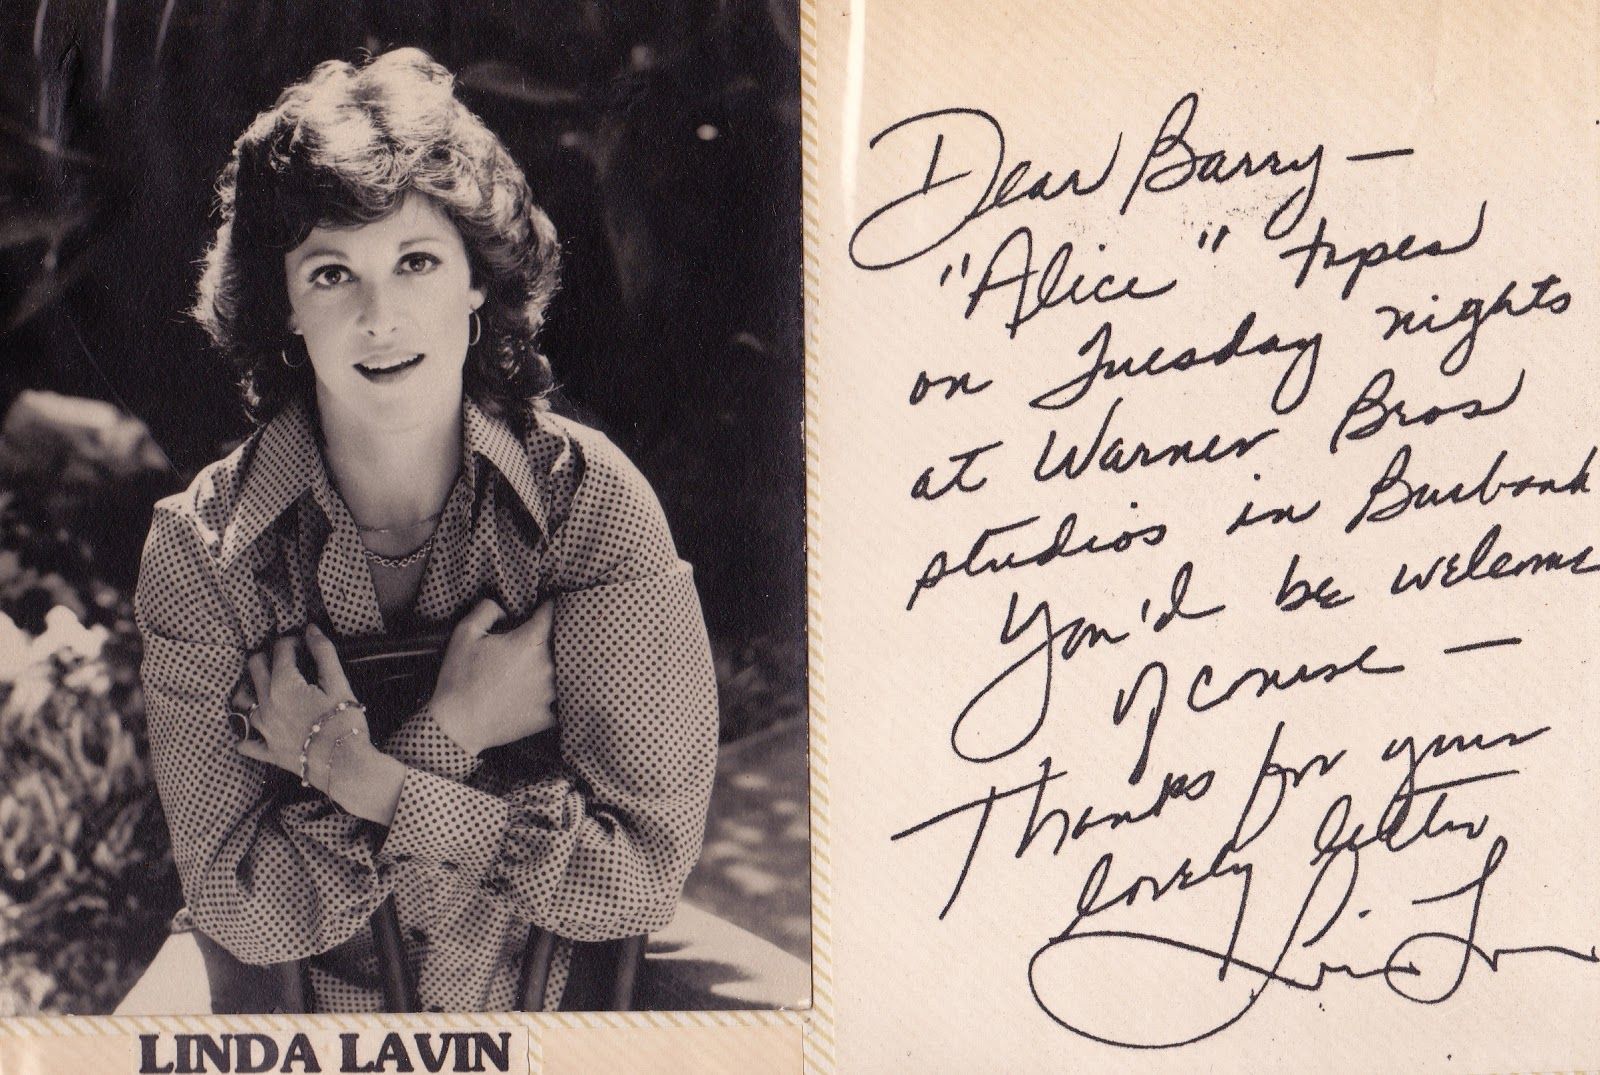 LINDA LAVIN
Dear Barry —
"Alice" tapes
on Tuesday nights
at Warner Bros
studios in Burbank
You'd be welcome
of course —
Thanks for your
lovely letter